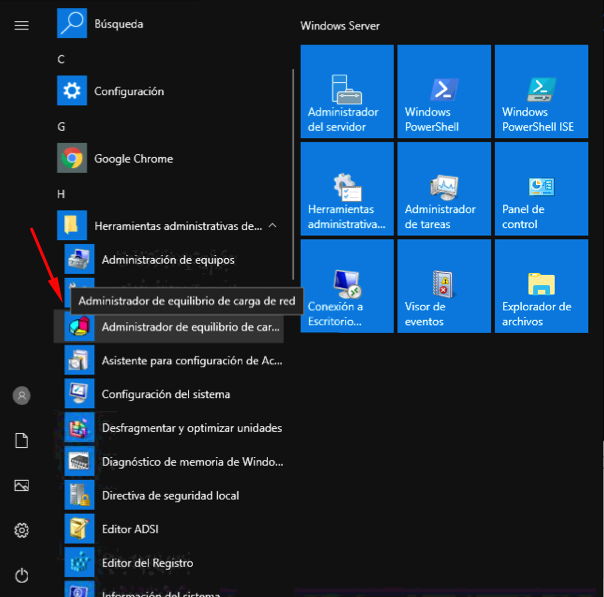 Búsqueda
C
Configuración
G
Google Chrome
H
Herramientas administrativas de...
Administración de equipos
Administrador de equilibrio de carga de red
Administrador de equilibrio de car...
Asistente para configuración de Ac...
Configuración del sistema
Desfragmentar y optimizar unidades
Diagnóstico de memoria de Windo...
Directiva de seguridad local
Editor ADSI
Editor del Registro
Información del sistema
Windows Server
Administrador
del servidor
Windows
PowerShell
Windows
PowerShell ISE
Herramientas
administrativa...
Administrador
de tareas
Panel de
control
Conexión a
Escritorio...
Visor de
eventos
Explorador de
archivos